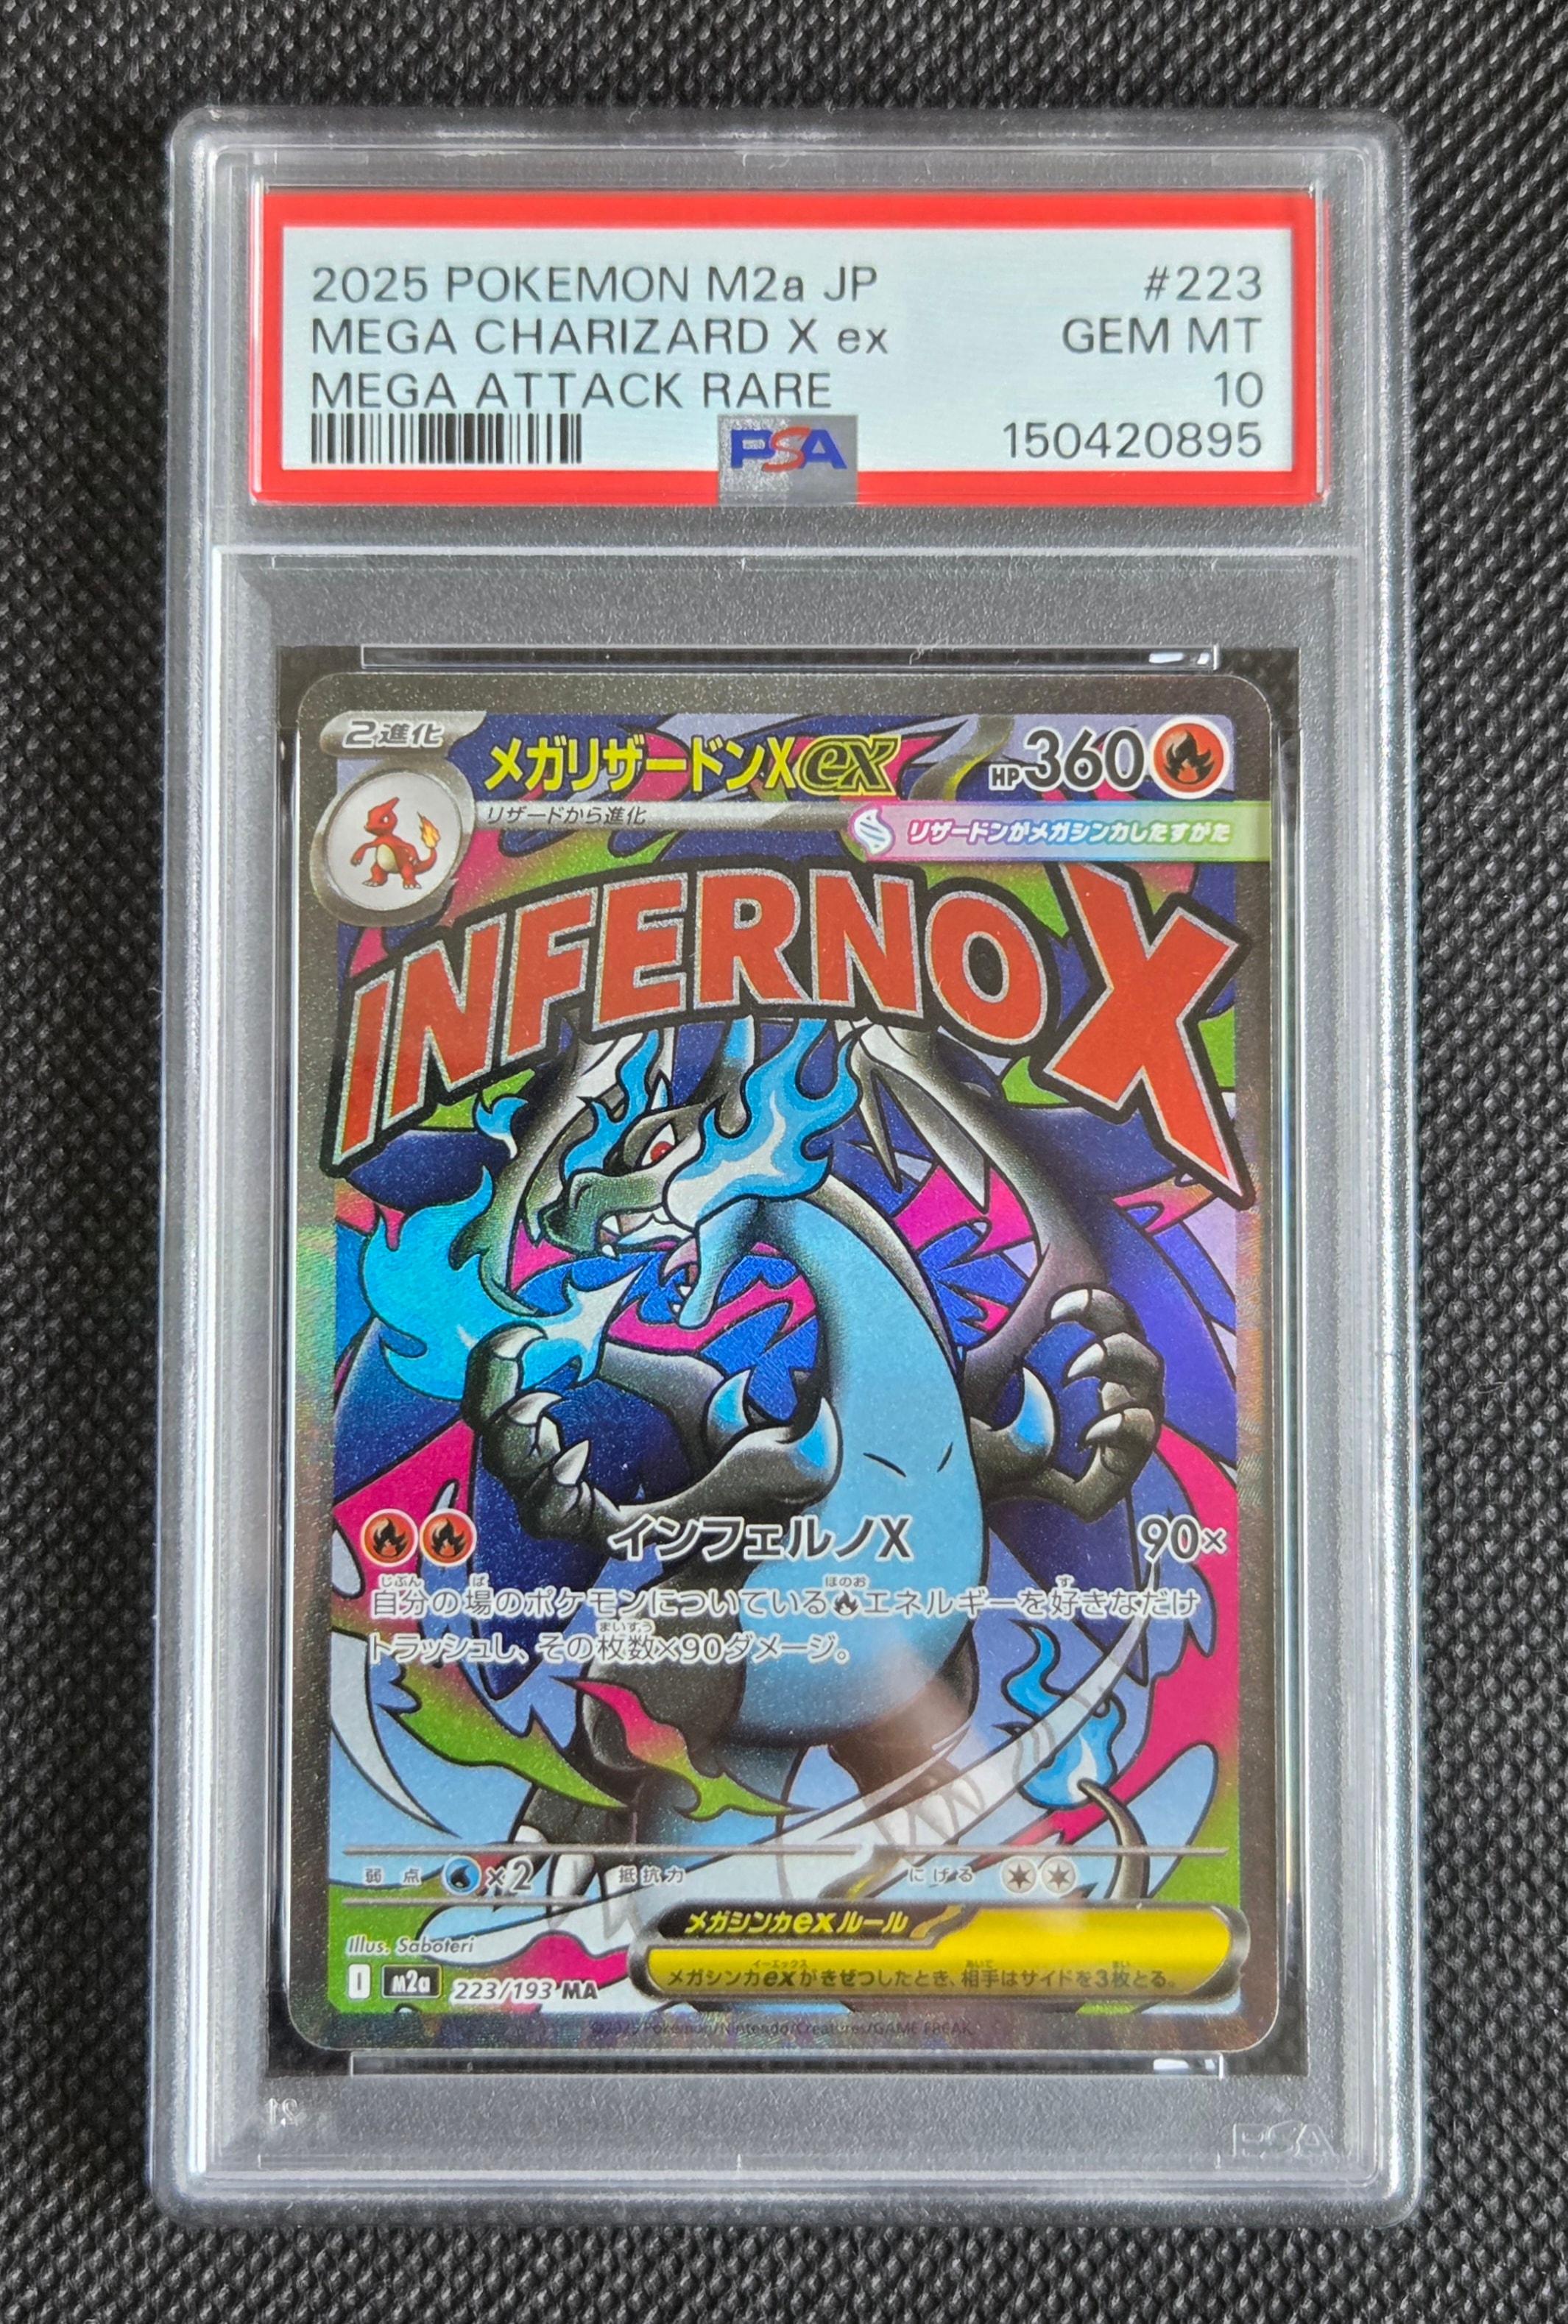 2025 POKEMON M2a JP #223
MEGA CHARIZARD X ex GEM MT
MEGA ATTACK RARE 10
PSA 150420895
2進化 メガリザードンXex HP360
リザードから進化
リザードンがメガシンカしたすがた
INFERNO X
インフェルノX 90×
自分の場のポケモンについているエネルギーを好きなだけ
トラッシュし、その枚数×90ダメージ。
弱点 ×2 抵抗力 にげる
メガシンカexルール
メガシンカexがきぜつしたとき、相手はサイドを3枚とる。
Illus. Saboteri
I M2a 223/193 MA
©2025 Pokémon/Nintendo/Creatures/GAME FREAK
PSA